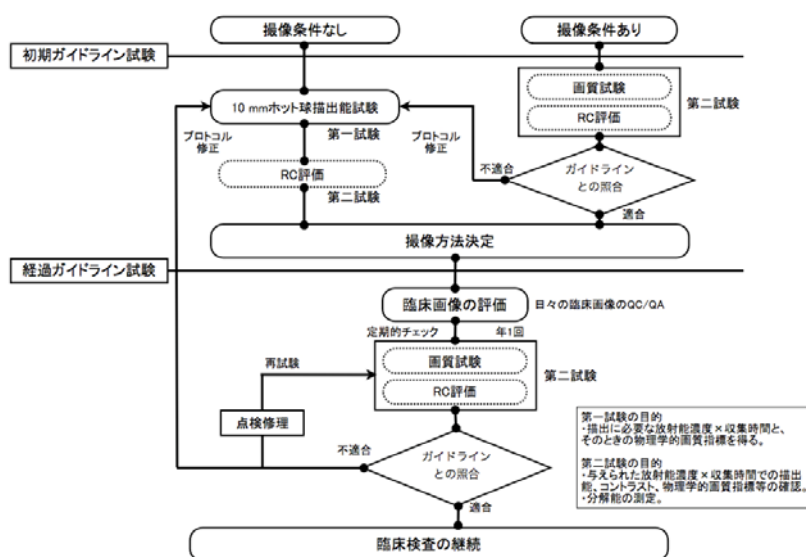 撮像条件なし
撮像条件あり
初期ガイドライン試験
画質試験
RC評価
第二試験
10 mmホット球描出能試験
第一試験
プロトコル
修正
プロトコル
修正
RC評価
第二試験
不適合
ガイドライン
との照合
適合
撮像方法決定
経過ガイドライン試験
臨床画像の評価
日々の臨床画像のQC/QA
定期的チェック
年1回
画質試験
RC評価
第二試験
再試験
点検修理
不適合
ガイドライン
との照合
適合
臨床検査の継続
第一試験の目的
・描出に必要な放射能濃度×収集時間と、
そのときの物理学的画質指標を得る。
第二試験の目的
・与えられた放射能濃度×収集時間での描出
能、コントラスト、物理学的画質指標等の確認。
・分解能の測定。